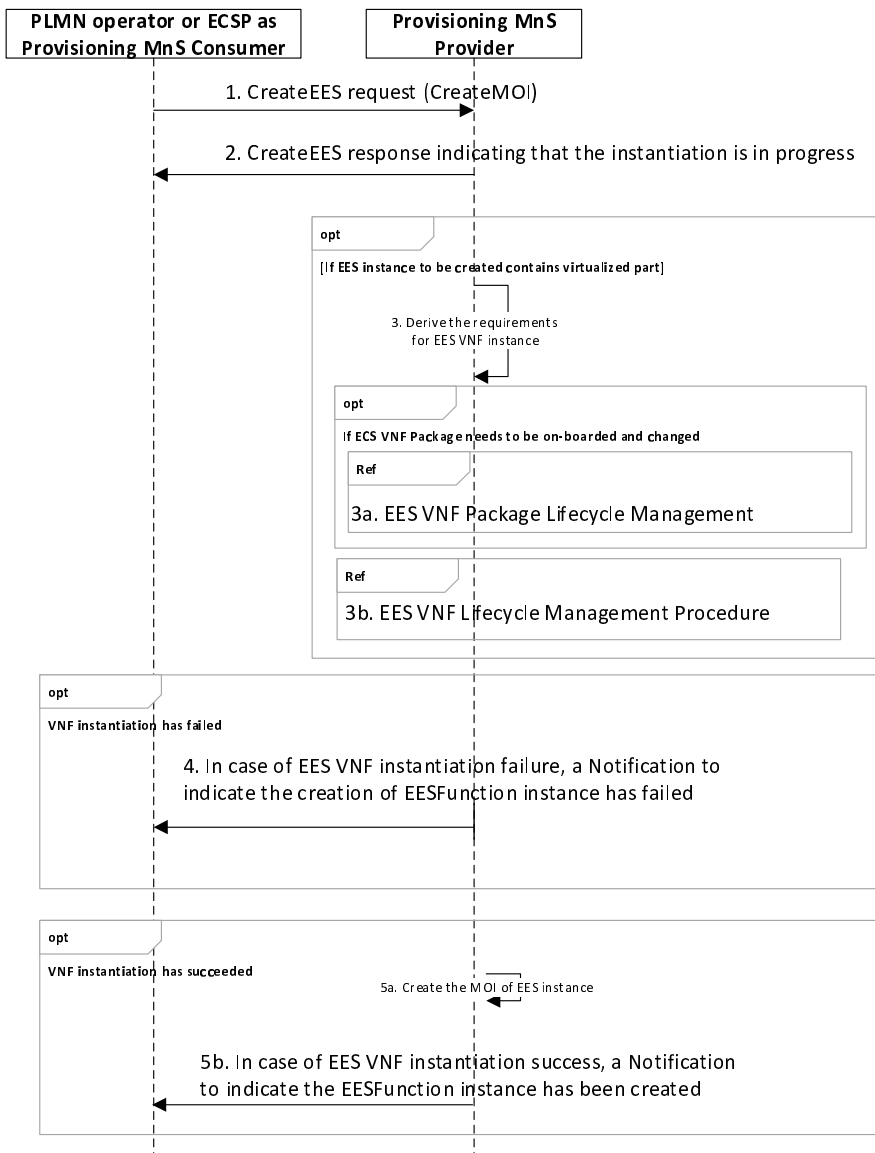 PLMN operator or ECSP as
Provisioning MnS Consumer
Provisioning MnS
Provider
1. CreateEES request (CreateMOI)
2. CreateEES response indicating that the instantiation is in progress
opt
[If EES instance to be created contains virtualized part]
3. Derive the requirements
for EES VNF instance
opt
If ECS VNF Package needs to be on-boarded and changed
Ref
3a. EES VNF Package Lifecycle Management
Ref
3b. EES VNF Lifecycle Management Procedure
opt
VNF instantiation has failed
4. In case of EES VNF instantiation failure, a Notification to
indicate the creation of EESFunction instance has failed
opt
VNF instantiation has succeeded
5a. Create the MOI of EES instance
5b. In case of EES VNF instantiation success, a Notification
to indicate the EESFunction instance has been created